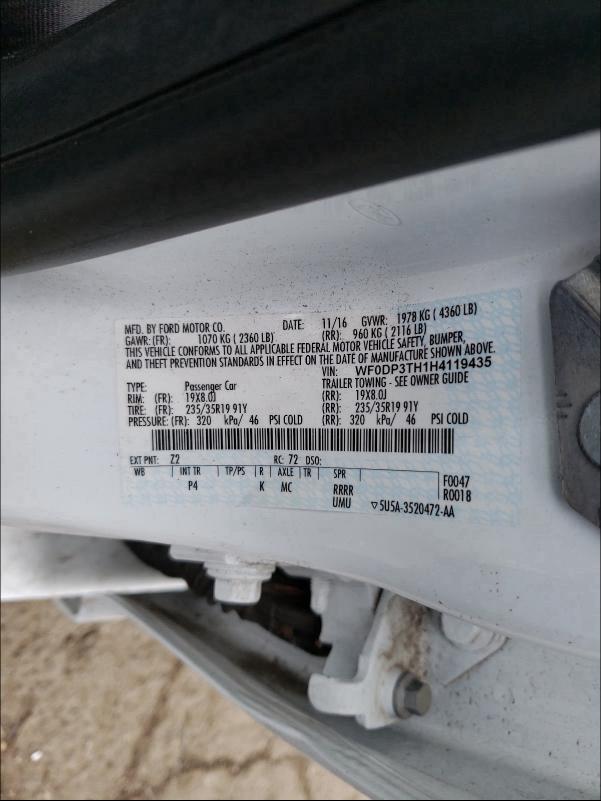 MFD. BY FORD MOTOR CO. DATE: 11/16 GVWR: 1978 KG ( 4360 LB)
GAWR: (FR): 1070 KG ( 2360 LB) (RR): 960 KG ( 2116 LB)
THIS VEHICLE CONFORMS TO ALL APPLICABLE FEDERAL MOTOR VEHICLE SAFETY, BUMPER,
AND THEFT PREVENTION STANDARDS IN EFFECT ON THE DATE OF MANUFACTURE SHOWN ABOVE.
VIN: WF0DP3TH1H4119435
TYPE: Passenger Car TRAILER TOWING - SEE OWNER GUIDE
RIM: (FR): 19X8.0J (RR): 19X8.0J
TIRE: (FR): 235/35R19 91Y (RR): 235/35R19 91Y
PRESSURE: (FR): 320 kPa/ 46 PSI COLD (RR): 320 kPa/ 46 PSI COLD
EXT PNT: Z2 RC: 72 DSO:
WB INT TR TP/PS R AXLE TR SPR F0047
P4 K MC RRRR R0018
UMU ▽5U5A-3520472-AA